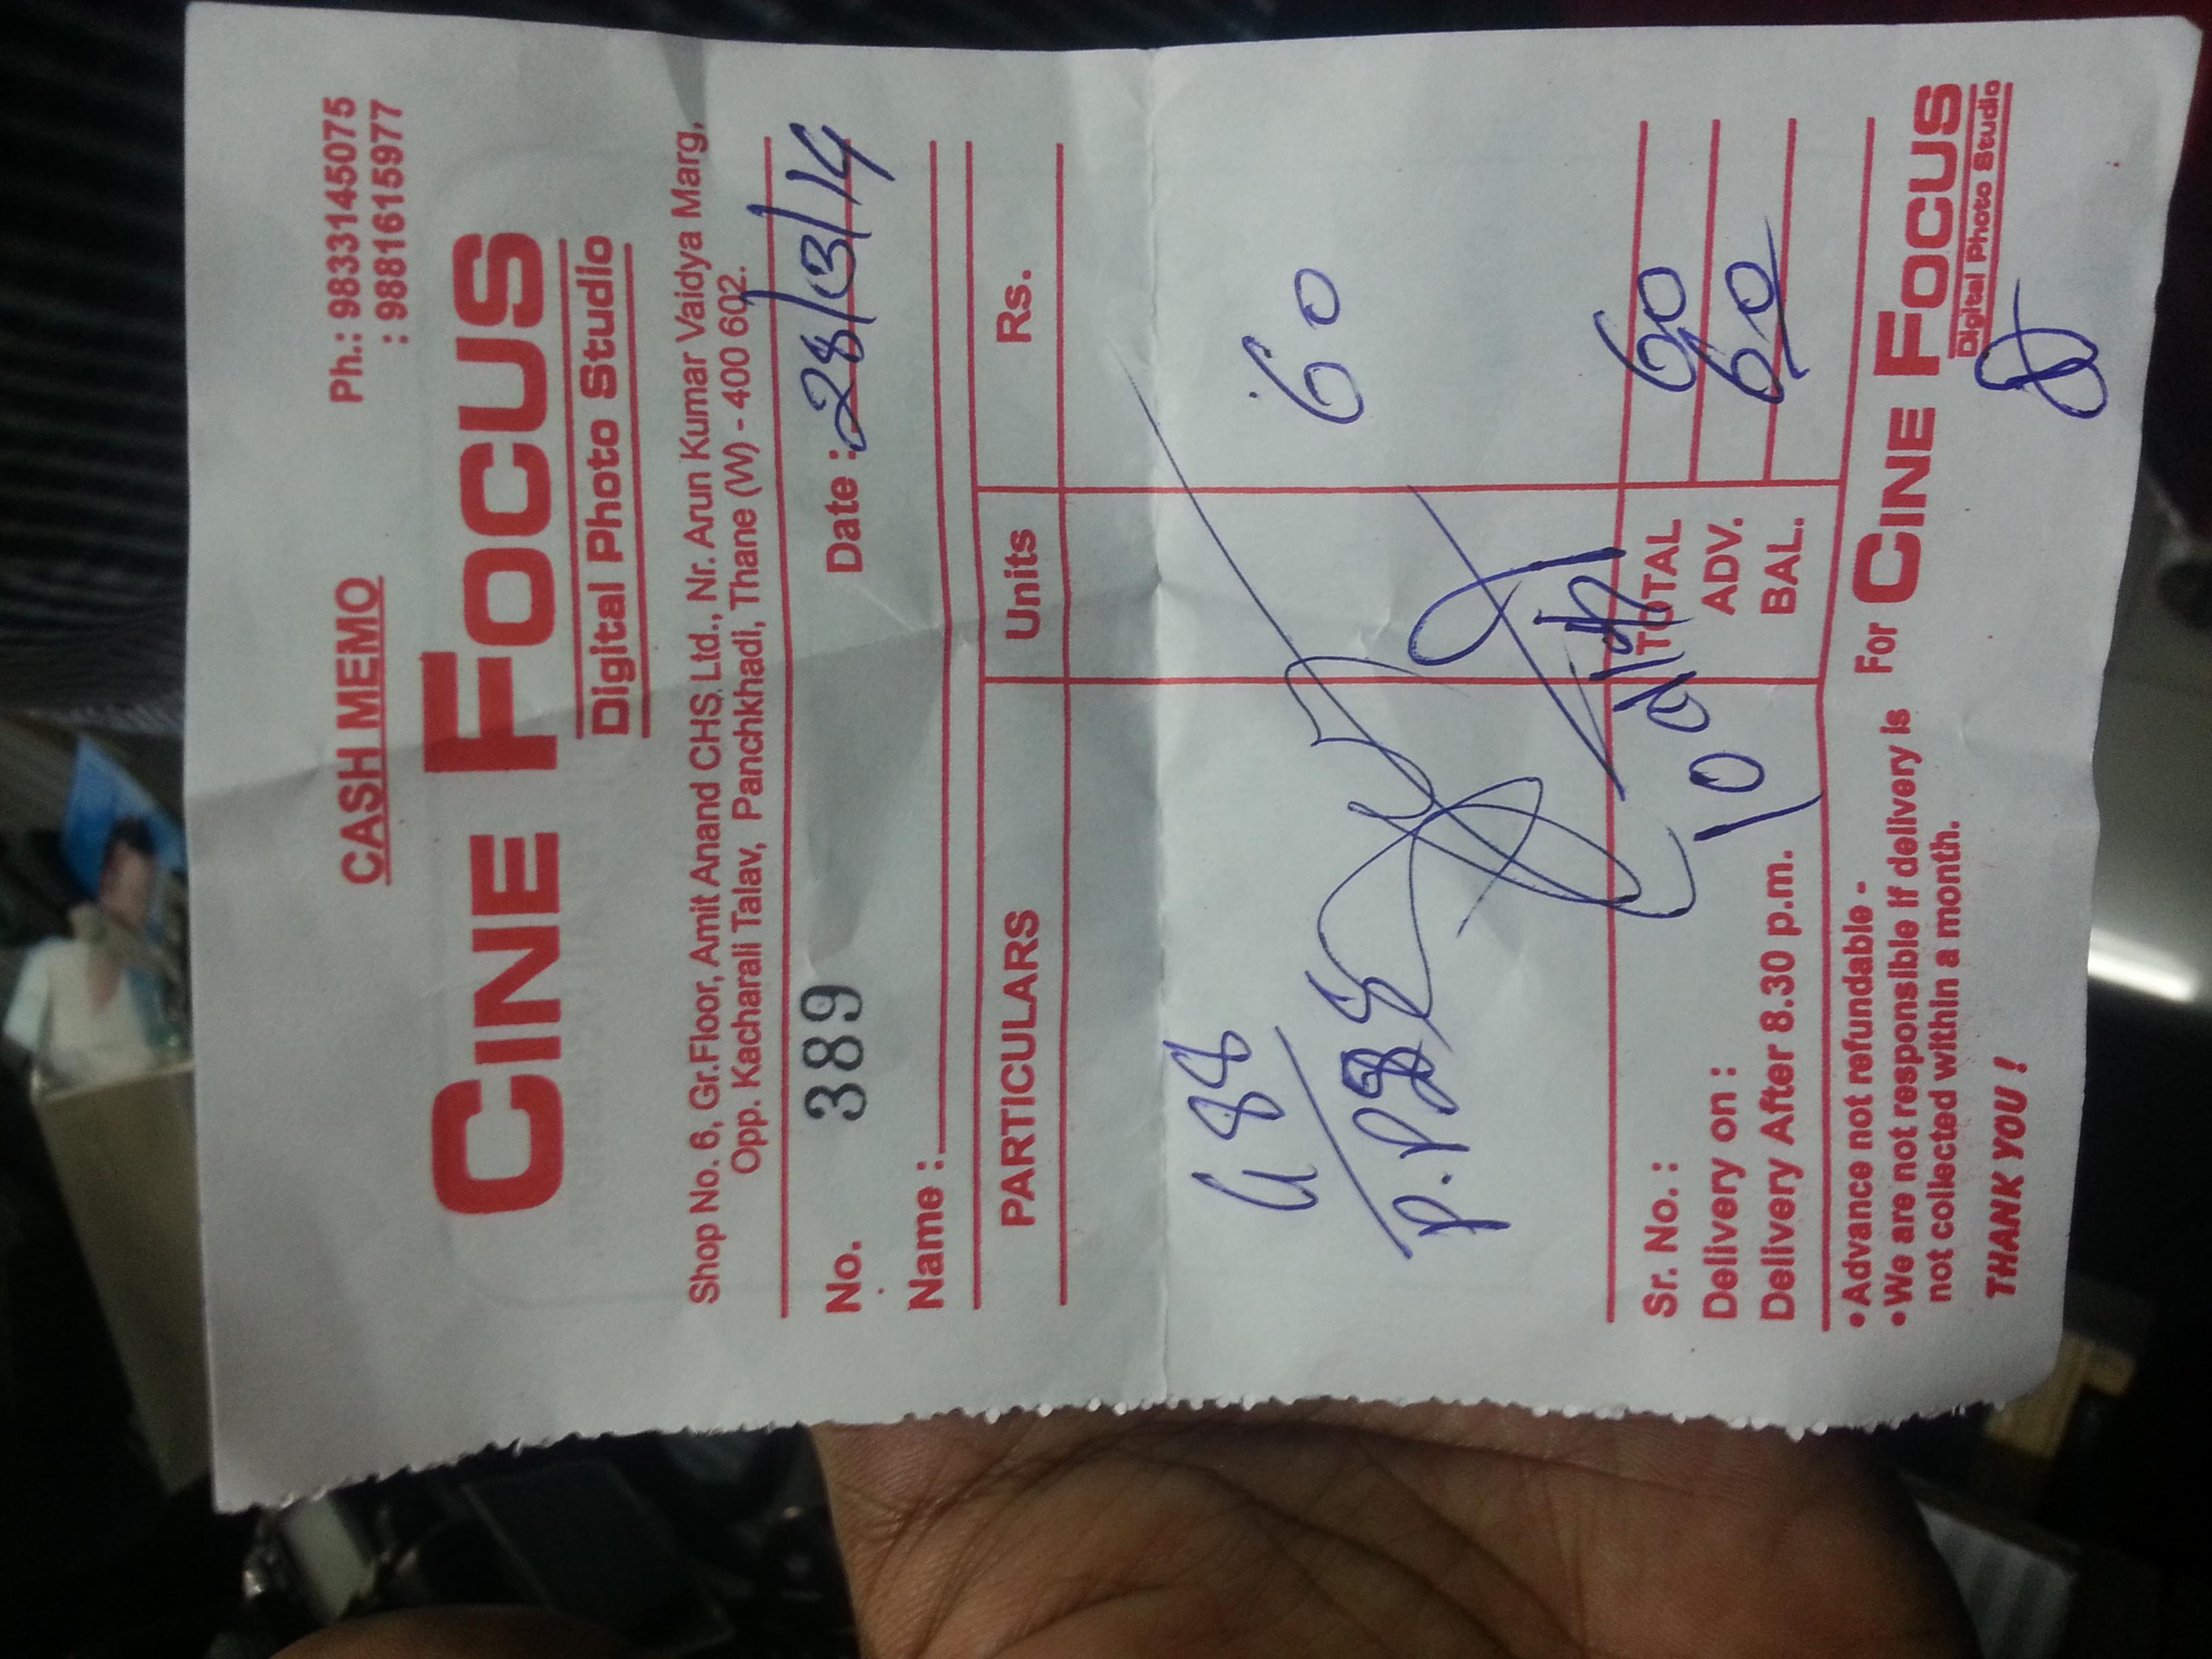 CASH MEMO
Ph.: 9833145075
: 9881615977
CINE FOCUS
Digital Photo Studio
Shop No. 6, Gr.Floor, Amit Anand CHS. Ltd., Nr. Arun Kumar Vaidya Marg,
Opp. Kacharali Talav, Panchkhadi, Thane (W) - 400 602.
No. 389 Date : 28/3/14
Name :
PARTICULARS Units Rs.
488
60
P.P.
Sr. No. : TOTAL 60
Delivery on : ADV. 60
Delivery After 8.30 p.m. 10 BAL.
• Advance not refundable -
• We are not responsible if delivery is
not collected within a month.
THANK YOU !
For CINE FOCUS
Digital Photo Studio